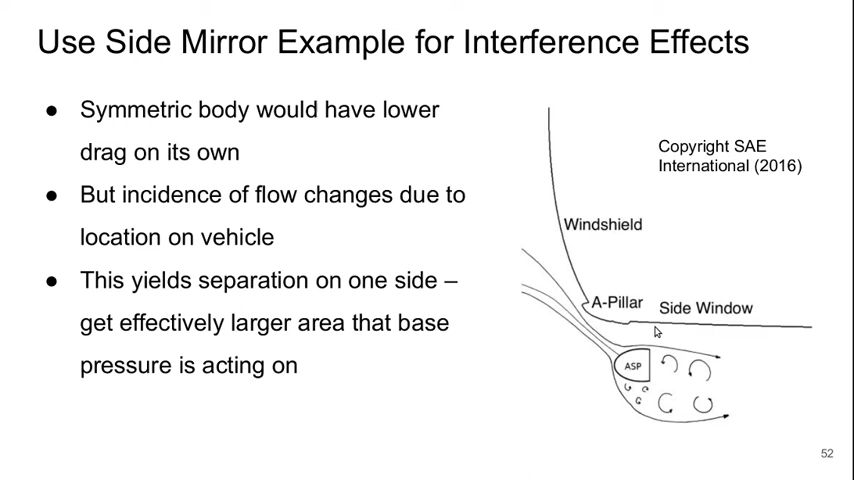 Use Side Mirror Example for Interference Effects
● Symmetric body would have lower
drag on its own
● But incidence of flow changes due to
location on vehicle
● This yields separation on one side –
get effectively larger area that base
pressure is acting on
Copyright SAE
International (2016)
Windshield
A-Pillar
Side Window
ASP
52